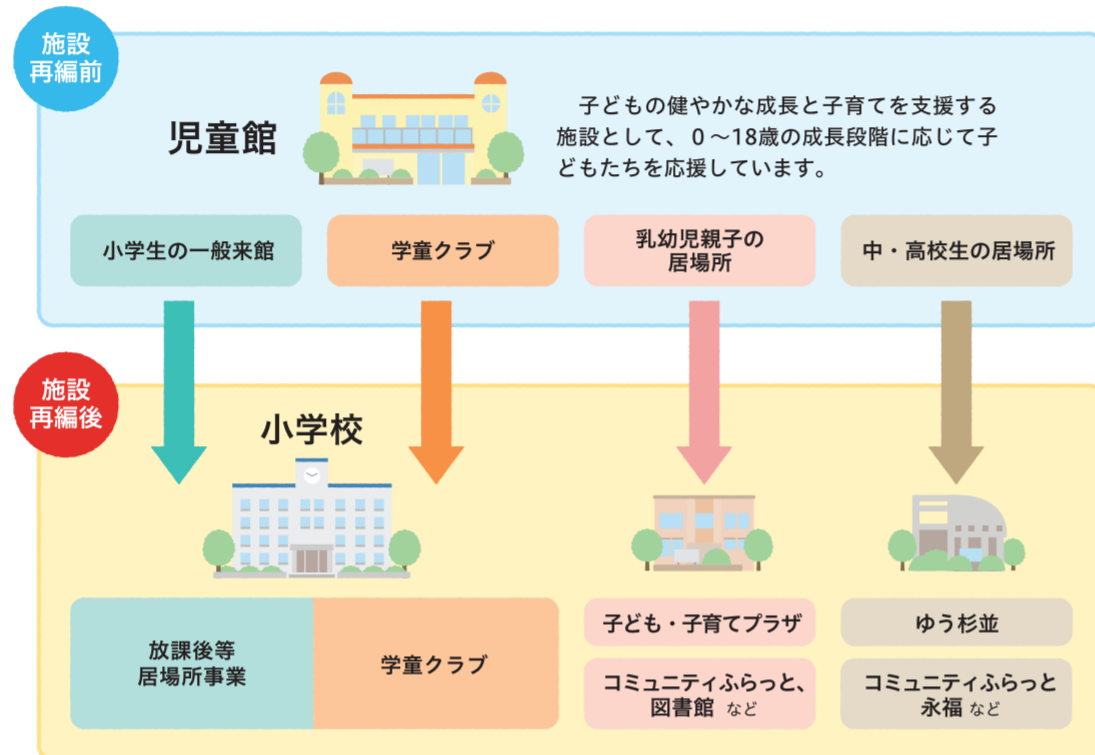 施設
再編前
児童館
子どもの健やかな成長と子育てを支援する
施設として、0～18歳の成長段階に応じて子
どもたちを応援しています。
小学生の一般来館
学童クラブ
乳幼児親子の
居場所
中・高校生の居場所
施設
再編後
小学校
放課後等
居場所事業
学童クラブ
子ども・子育てプラザ
コミュニティふらっと、
図書館 など
ゆう杉並
コミュニティふらっと
永福 など